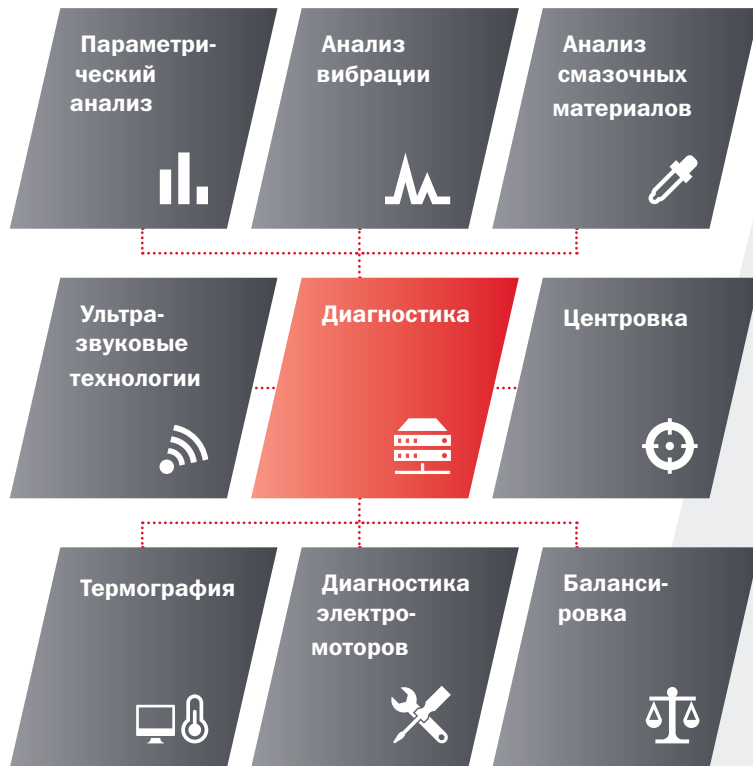 Параметри-
ческий
анализ
Анализ
вибрации
Анализ
смазочных
материалов
Ультра-
звуковые
технологии
Диагностика
Центровка
Термография
Диагностика
электро-
моторов
Баланси-
ровка